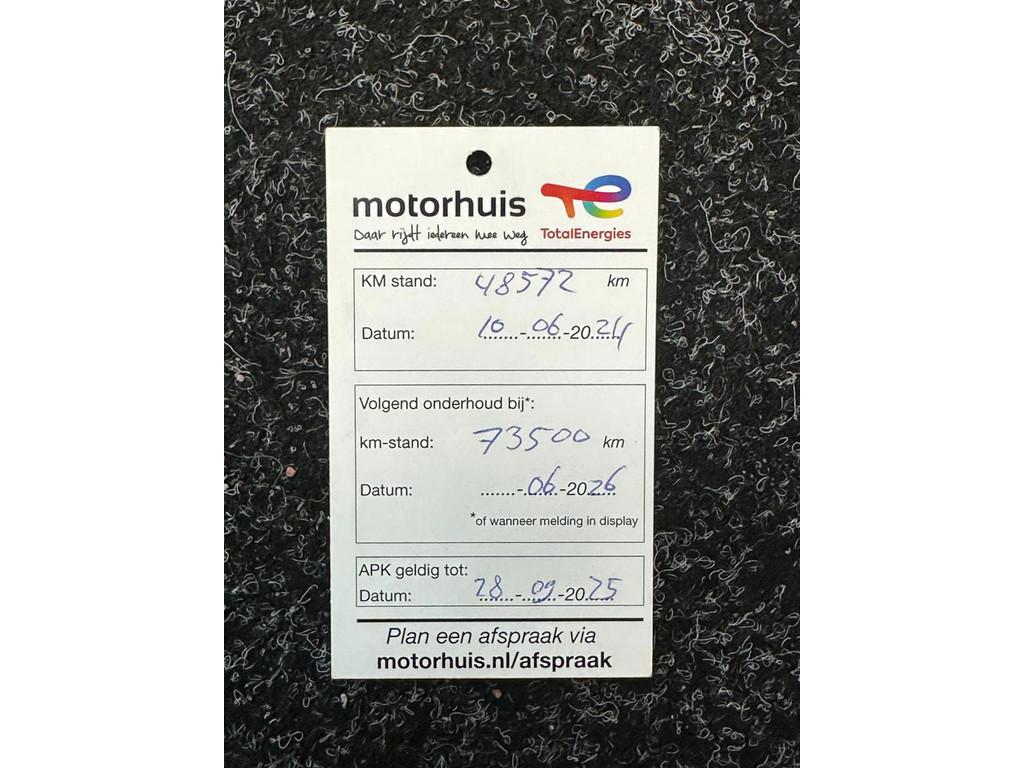 motorhuis
Daar rijdt iedereen mee weg
TotalEnergies
KM stand: 48572 km
Datum: 10-06-2024
Volgend onderhoud bij*:
km-stand: 73500 km
Datum: .......-06-2026
*of wanneer melding in display
APK geldig tot:
Datum: 28-09-2025
Plan een afspraak via
motorhuis.nl/afspraak